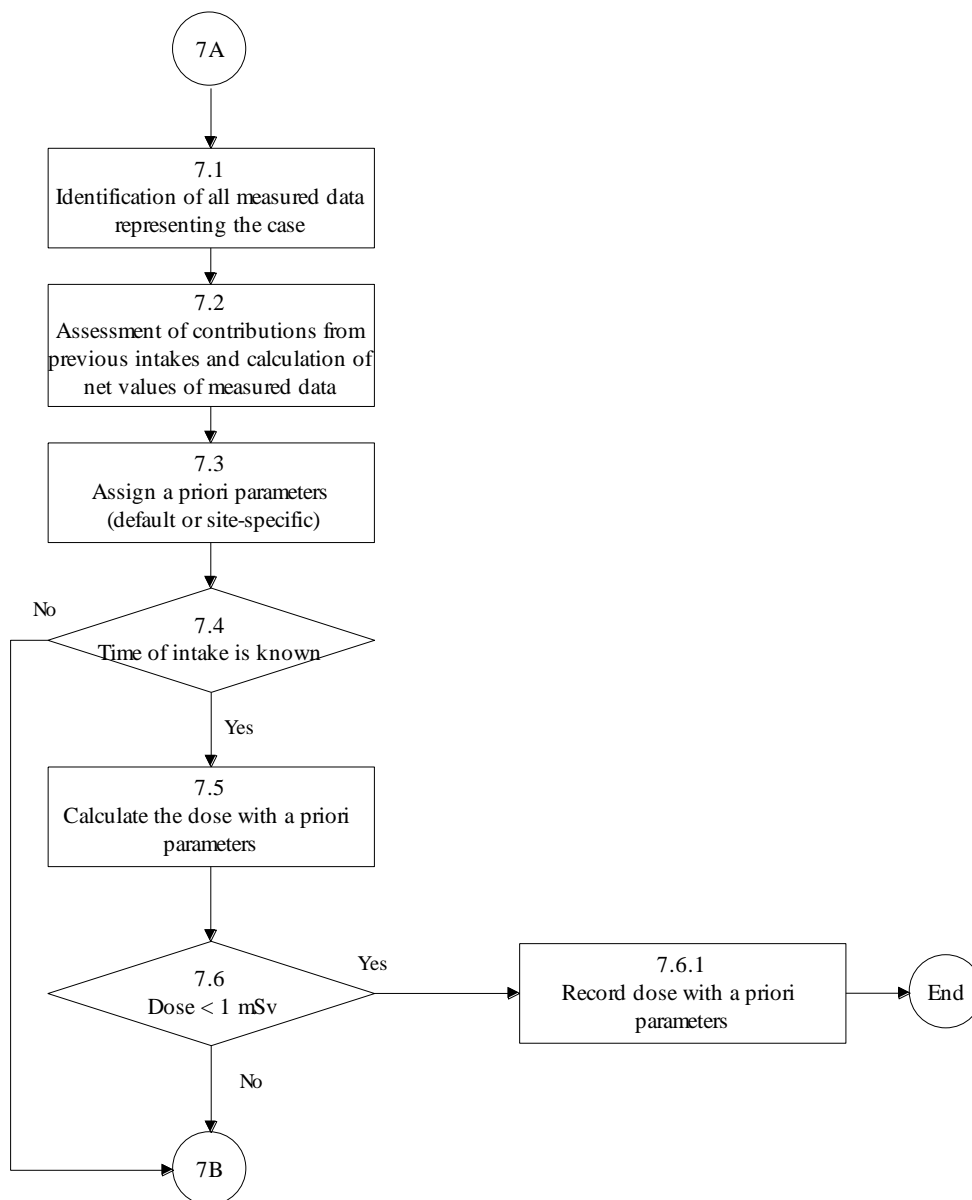 7A
7.1
Identification of all measured data
representing the case
7.2
Assessment of contributions from
previous intakes and calculation of
net values of measured data
7.3
Assign a priori parameters
(default or site-specific)
No
7.4
Time of intake is known
Yes
7.5
Calculate the dose with a priori
parameters
7.6
Dose < 1 mSv
Yes
7.6.1
Record dose with a priori
parameters
End
No
7B